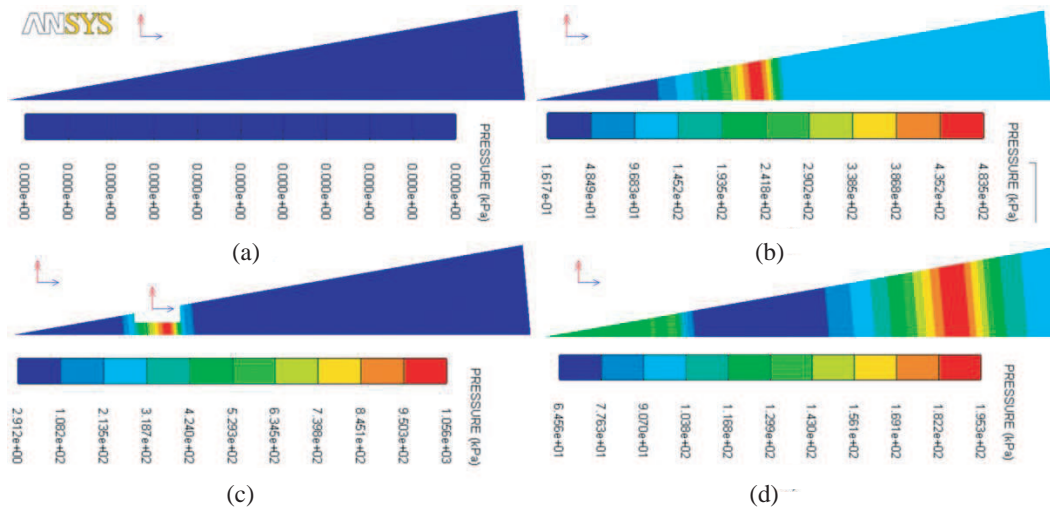 ANSYS
PRESSURE (kPa)
0.000e+00
0.000e+00
0.000e+00
0.000e+00
0.000e+00
0.000e+00
0.000e+00
0.000e+00
0.000e+00
0.000e+00
0.000e+00
(a)
PRESSURE (kPa)
1.617e-01
4.849e+01
9.683e+01
1.452e+02
1.935e+02
2.418e+02
2.902e+02
3.385e+02
3.868e+02
4.352e+02
4.835e+02
(b)
PRESSURE (kPa)
2.912e+00
1.082e+02
2.135e+02
3.187e+02
4.240e+02
5.293e+02
6.345e+02
7.398e+02
8.451e+02
9.503e+02
1.056e+03
(c)
PRESSURE (kPa)
6.456e+01
7.763e+01
9.070e+01
1.038e+02
1.168e+02
1.299e+02
1.430e+02
1.561e+02
1.691e+02
1.822e+02
1.953e+02
(d)